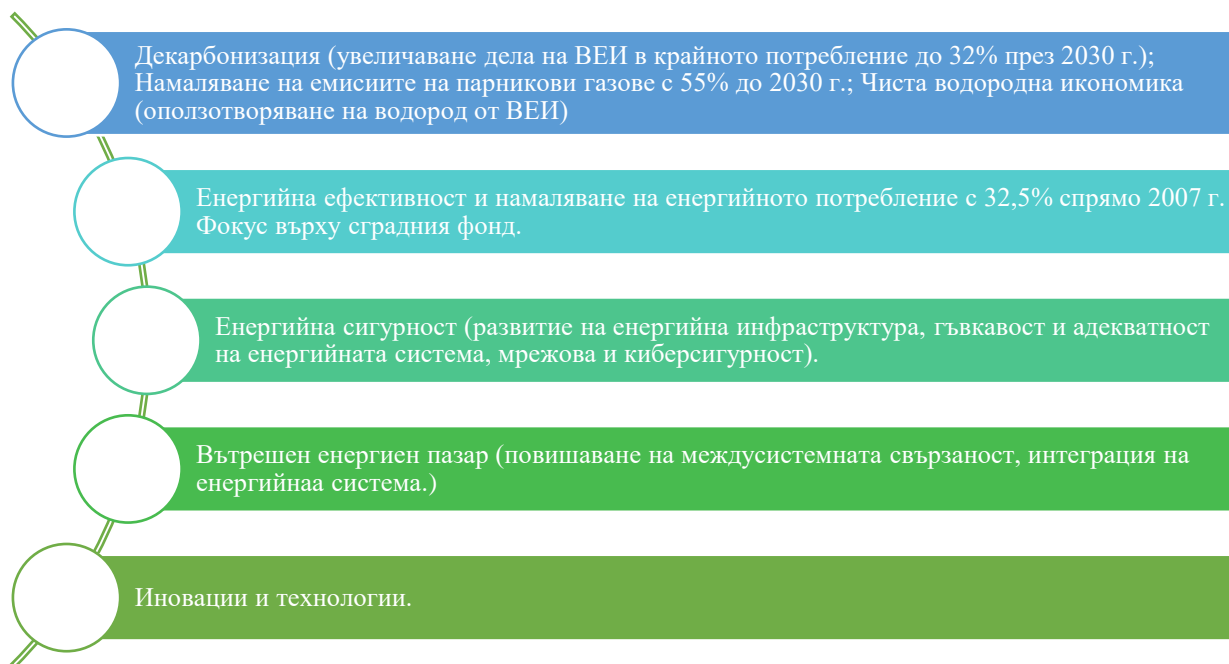 Декарбонизация (увеличаване дела на ВЕИ в крайното потребление до 32% през 2030 г.);
Намаляване на емисиите на парникови газове с 55% до 2030 г.; Чиста водородна икономика
(оползотворяване на водород от ВЕИ)
Енергийна ефективност и намаляване на енергийното потребление с 32,5% спрямо 2007 г.
Фокус върху сградния фонд.
Енергийна сигурност (развитие на енергийна инфраструктура, гъвкавост и адекватност
на енергийната система, мрежова и киберсигурност).
Вътрешен енергиен пазар (повишаване на междусистемната свързаност, интеграция на
енергийнаа система.)
Иновации и технологии.